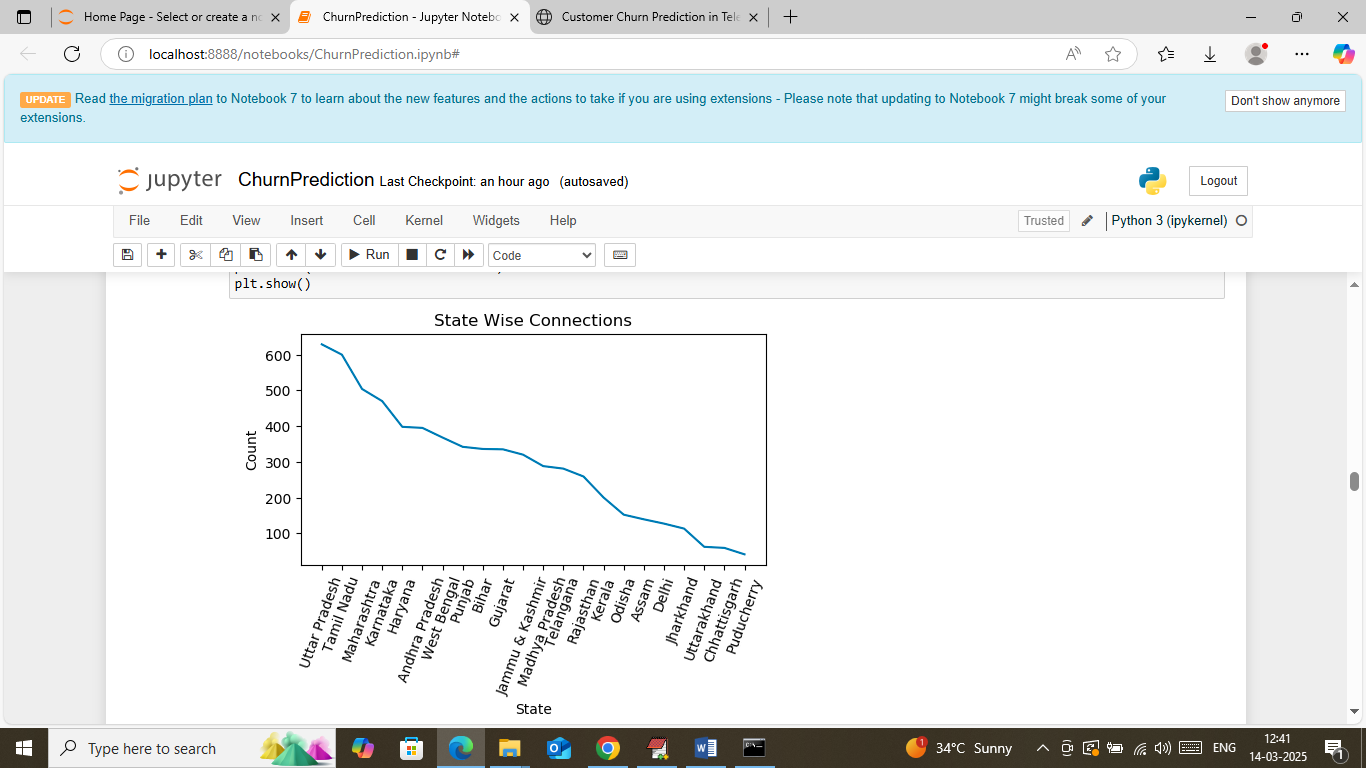 Home Page - Select or create a no
ChurnPrediction - Jupyter Notebo
Customer Churn Prediction in Tele
localhost:8888/notebooks/ChurnPrediction.ipynb#
UPDATE Read the migration plan to Notebook 7 to learn about the new features and the actions to take if you are using extensions - Please note that updating to Notebook 7 might break some of your
extensions.
Don't show anymore
jupyter ChurnPrediction Last Checkpoint: an hour ago (autosaved)
Logout
File Edit View Insert Cell Kernel Widgets Help
Trusted Python 3 (ipykernel)
Run Code
plt.show()
State Wise Connections
600
500
400
300
200
100
Count
Uttar Pradesh
Tamil Nadu
Maharashtra
Karnataka
Haryana
Andhra Pradesh
West Bengal
Punjab
Bihar
Gujarat
Jammu & Kashmir
Madhya Pradesh
Telangana
Rajasthan
Kerala
Odisha
Assam
Delhi
Jharkhand
Uttarakhand
Chhattisgarh
Puducherry
State
Type here to search
1
34°C Sunny
ENG
12:41
14-03-2025
1